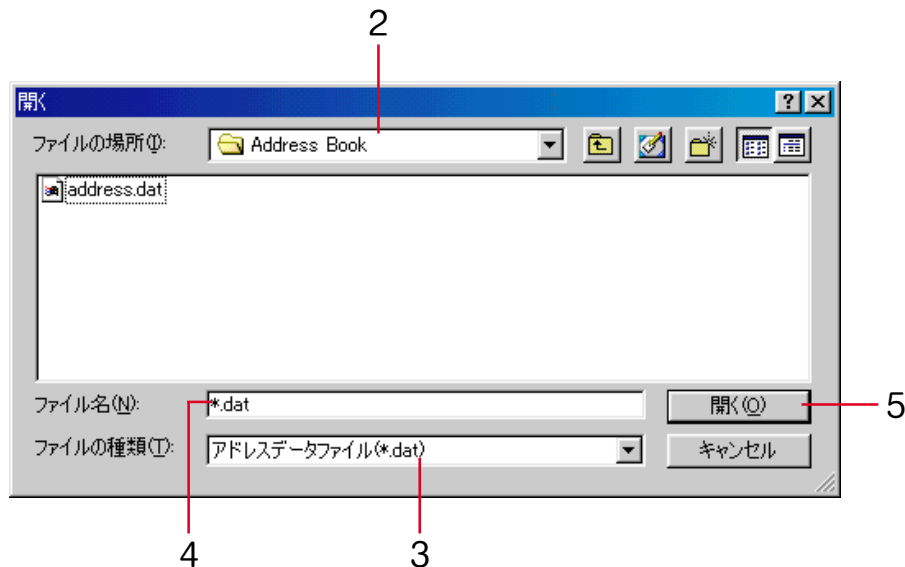 2
開く
ファイルの場所(I): Address Book
address.dat
ファイル名(N): *.dat 開く(O) 5
ファイルの種類(T): アドレスデータファイル(*.dat) キャンセル
4 3